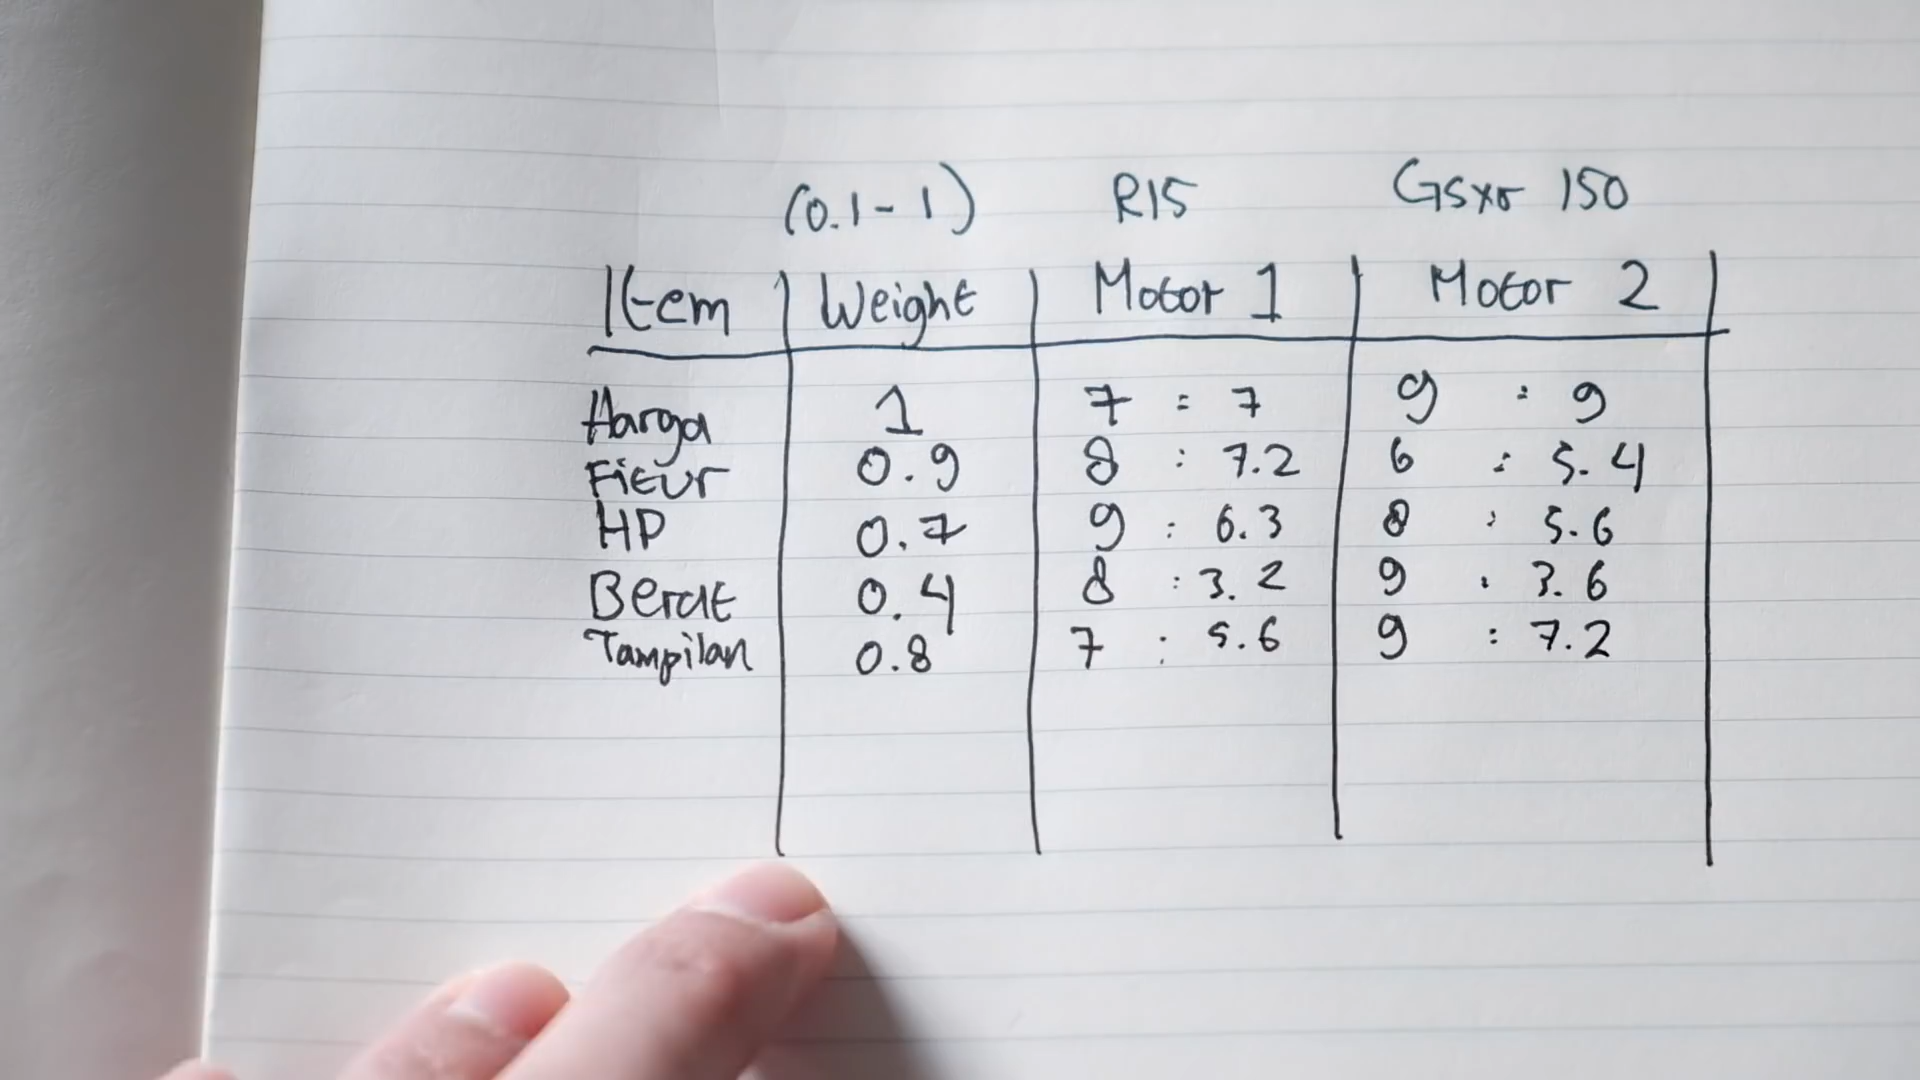 (0.1-1) R15 GSxr 150
Item Weight Motor 1 Motor 2
Harga 1 7 = 7 9 : 9
Fitur 0.9 8 : 7.2 6 : 5.4
HP 0.7 9 : 6.3 8 : 5.6
Berat 0.4 8 : 3.2 9 : 3.6
Tampilan 0.8 7 : 5.6 9 : 7.2